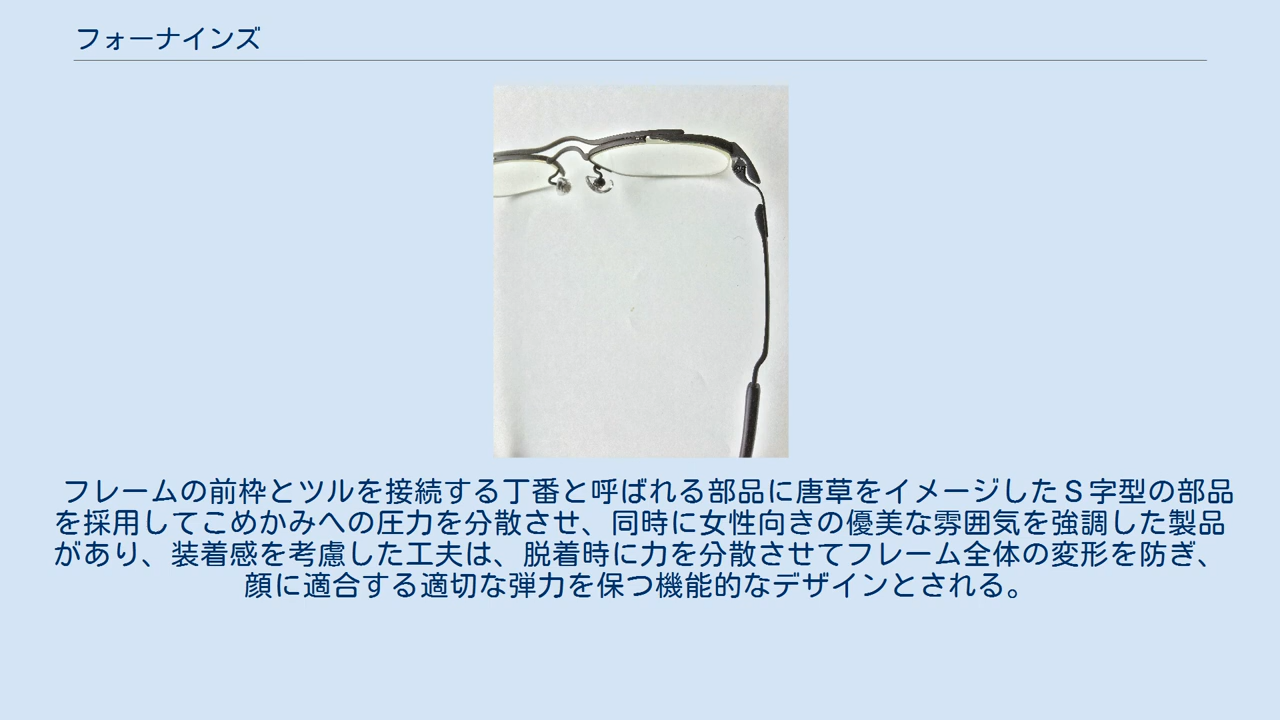 フォーナインズ
フレームの前枠とツルを接続する丁番と呼ばれる部品に唐草をイメージしたＳ字型の部品
を採用してこめかみへの圧力を分散させ、同時に女性向きの優美な雰囲気を強調した製品
があり、装着感を考慮した工夫は、脱着時に力を分散させてフレーム全体の変形を防ぎ、
顔に適合する適切な弾力を保つ機能的なデザインとされる。